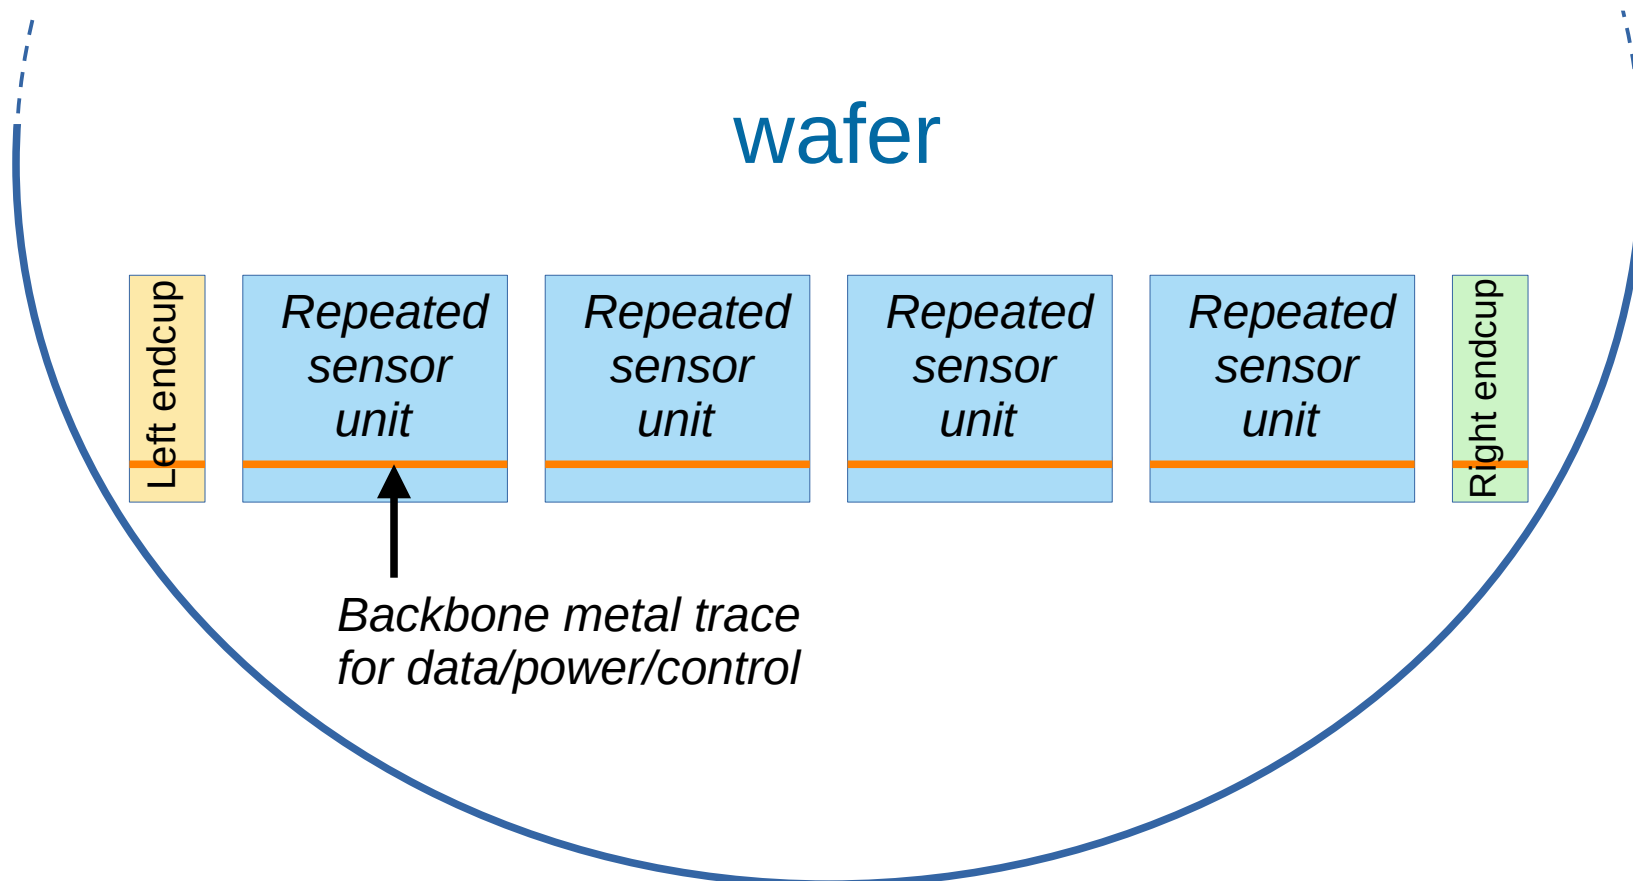 wafer
Left endcup
Repeated
sensor
unit
Repeated
sensor
unit
Repeated
sensor
unit
Repeated
sensor
unit
Right endcup
Backbone metal trace
for data/power/control